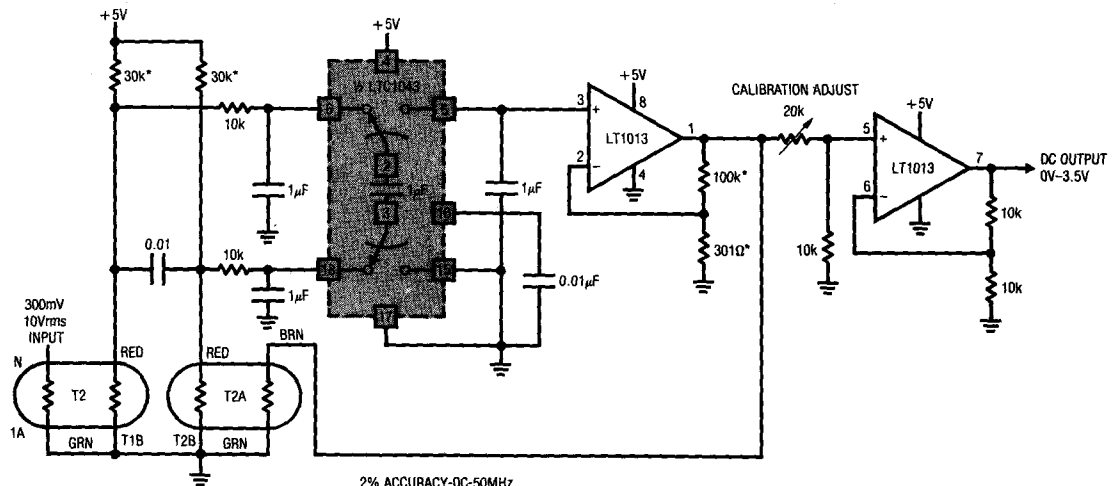 +5V
30k*
30k*
10k
1μF
0.01
10k
1μF
300mV
10Vrms
INPUT
N
RED
T2
1A
GRN
T1B
RED
T2A
T2B
GRN
BRN
+5V
4
½ LTC1043
6
5
2
1μF
3
18
15
17
1μF
0.01μF
+5V
3
+
8
LT1013
1
2
−
4
100k*
301Ω*
CALIBRATION ADJUST
20k
10k
+5V
5
+
LT1013
7
6
−
10k
10k
DC OUTPUT
0V–3.5V
2% ACCURACY-DC-50MHz